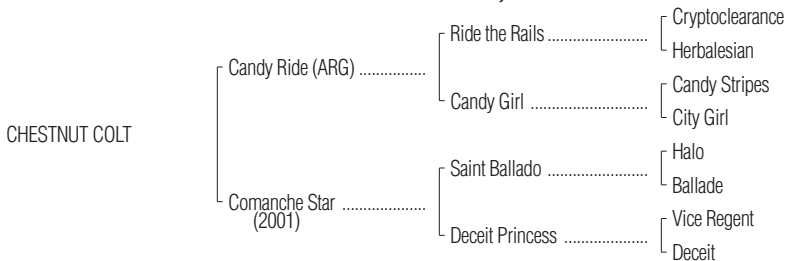 Cryptoclearance
Ride the Rails ......................
Herbalesian
Candy Ride (ARG) ................
Candy Stripes
Candy Girl .........................
City Girl
CHESTNUT COLT
Halo
Saint Ballado ......................
Ballade
Comanche Star ....................
(2001)
Vice Regent
Deceit Princess ..................
Deceit